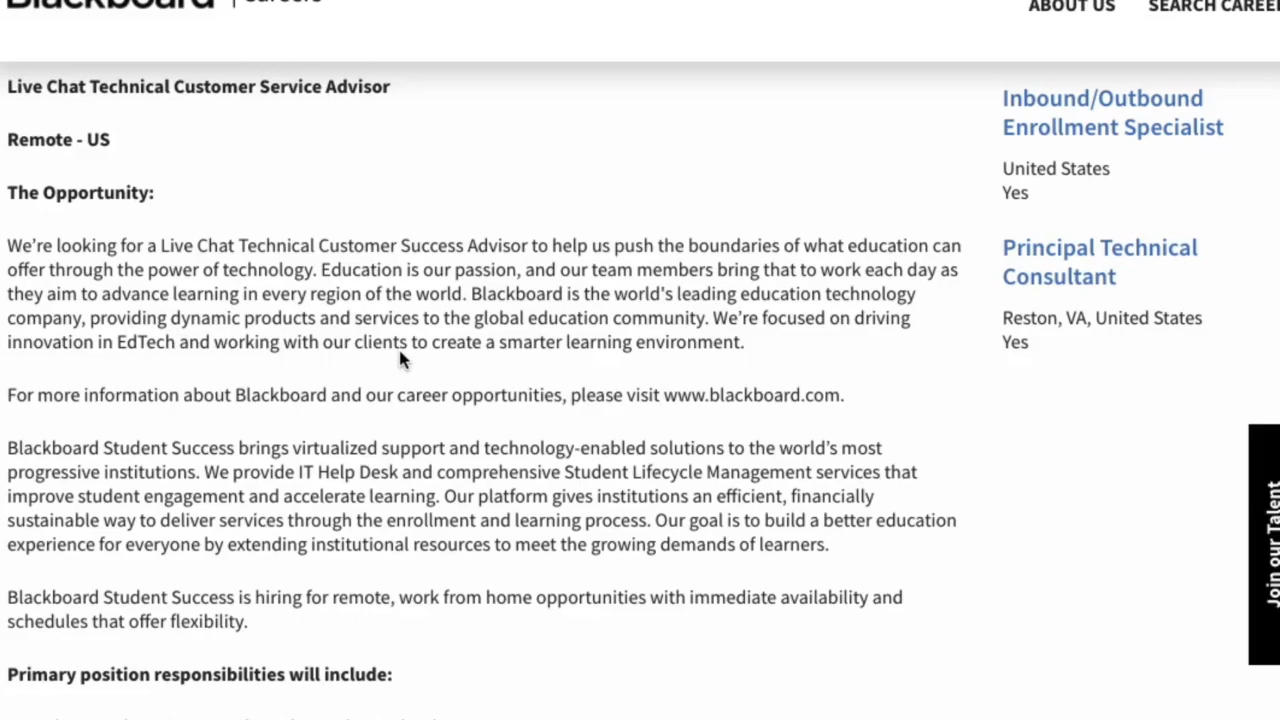 Blackboard | Careers
ABOUT US
SEARCH CAREE
Live Chat Technical Customer Service Advisor
Remote - US
The Opportunity:
We're looking for a Live Chat Technical Customer Success Advisor to help us push the boundaries of what education can
offer through the power of technology. Education is our passion, and our team members bring that to work each day as
they aim to advance learning in every region of the world. Blackboard is the world's leading education technology
company, providing dynamic products and services to the global education community. We're focused on driving
innovation in EdTech and working with our clients to create a smarter learning environment.
For more information about Blackboard and our career opportunities, please visit www.blackboard.com.
Blackboard Student Success brings virtualized support and technology-enabled solutions to the world's most
progressive institutions. We provide IT Help Desk and comprehensive Student Lifecycle Management services that
improve student engagement and accelerate learning. Our platform gives institutions an efficient, financially
sustainable way to deliver services through the enrollment and learning process. Our goal is to build a better education
experience for everyone by extending institutional resources to meet the growing demands of learners.
Blackboard Student Success is hiring for remote, work from home opportunities with immediate availability and
schedules that offer flexibility.
Primary position responsibilities will include:
Inbound/Outbound
Enrollment Specialist
United States
Yes
Principal Technical
Consultant
Reston, VA, United States
Yes
Join our Talent